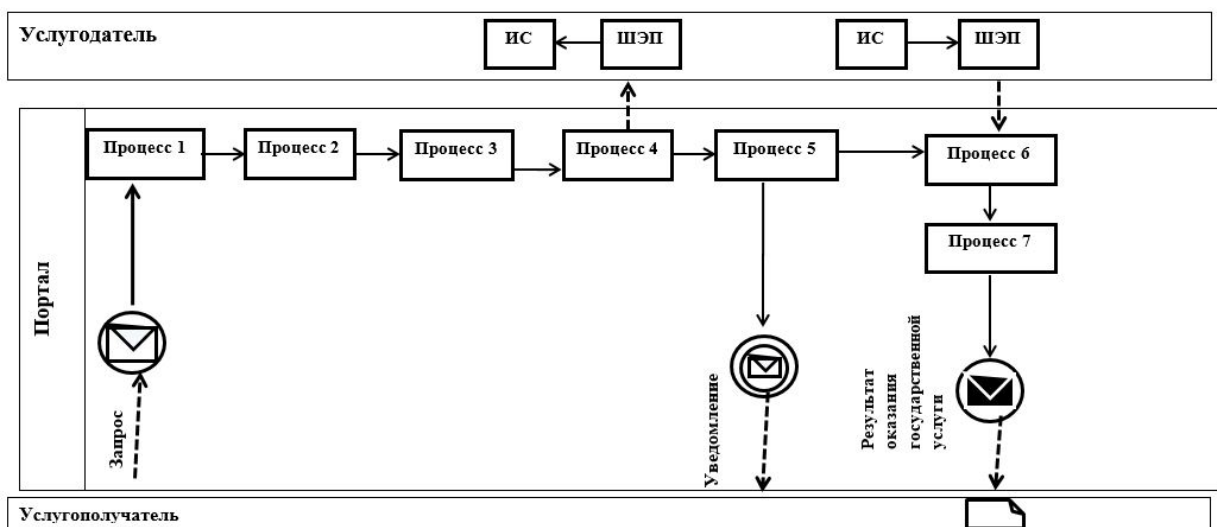 Услугодатель
ИС
ШЭП
ИС
ШЭП
Портал
Процесс 1
Процесс 2
Процесс 3
Процесс 4
Процесс 5
Процесс 6
Процесс 7
Запрос
Уведомление
Результат
оказания
государственной
услуги
Услугополучатель